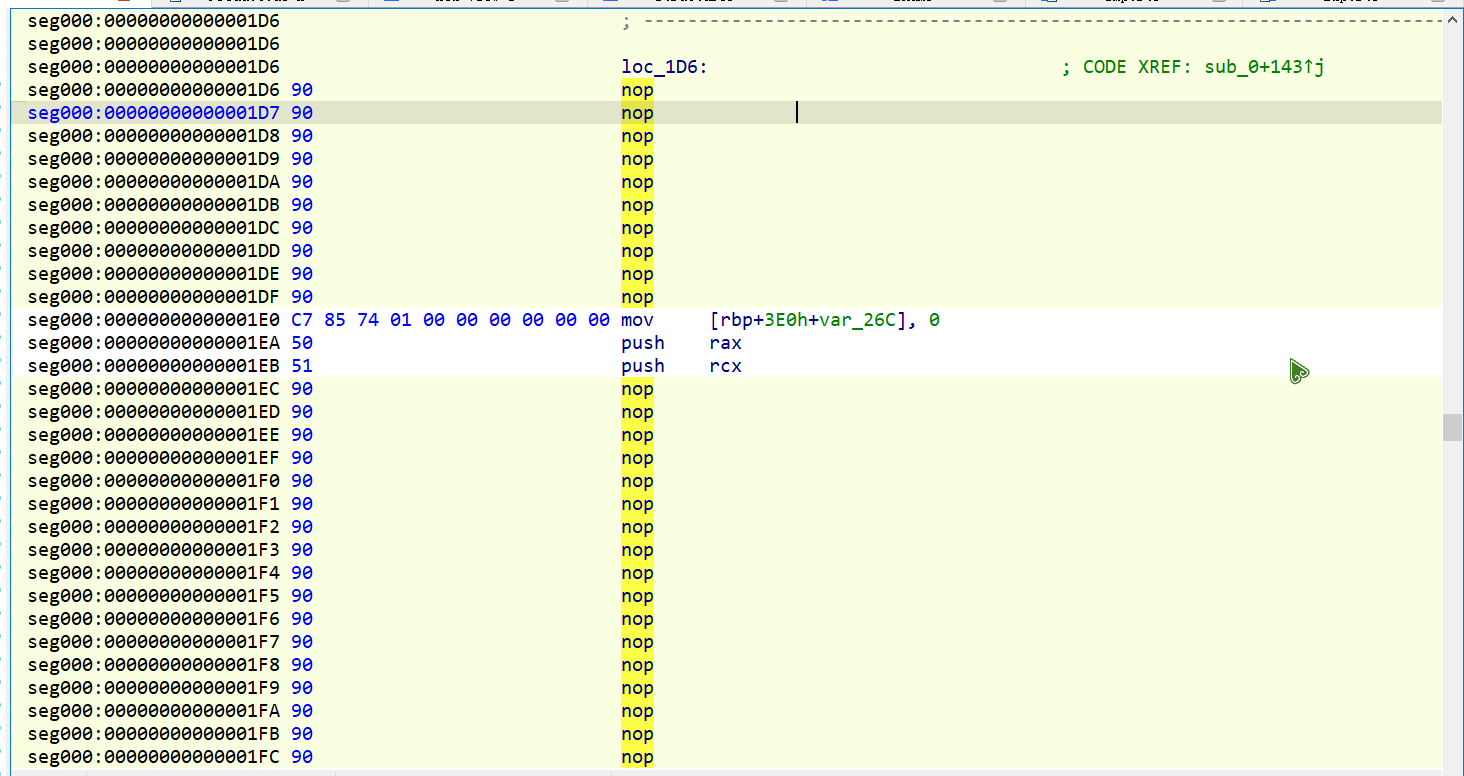 seg000:00000000000001D6 ; ---------------------------------------------------------------------------
seg000:00000000000001D6
seg000:00000000000001D6 loc_1D6: ; CODE XREF: sub_0+143↑j
seg000:00000000000001D6 90 nop
seg000:00000000000001D7 90 nop
seg000:00000000000001D8 90 nop
seg000:00000000000001D9 90 nop
seg000:00000000000001DA 90 nop
seg000:00000000000001DB 90 nop
seg000:00000000000001DC 90 nop
seg000:00000000000001DD 90 nop
seg000:00000000000001DE 90 nop
seg000:00000000000001DF 90 nop
seg000:00000000000001E0 C7 85 74 01 00 00 00 00 00 00 mov [rbp+3E0h+var_26C], 0
seg000:00000000000001EA 50 push rax
seg000:00000000000001EB 51 push rcx
seg000:00000000000001EC 90 nop
seg000:00000000000001ED 90 nop
seg000:00000000000001EE 90 nop
seg000:00000000000001EF 90 nop
seg000:00000000000001F0 90 nop
seg000:00000000000001F1 90 nop
seg000:00000000000001F2 90 nop
seg000:00000000000001F3 90 nop
seg000:00000000000001F4 90 nop
seg000:00000000000001F5 90 nop
seg000:00000000000001F6 90 nop
seg000:00000000000001F7 90 nop
seg000:00000000000001F8 90 nop
seg000:00000000000001F9 90 nop
seg000:00000000000001FA 90 nop
seg000:00000000000001FB 90 nop
seg000:00000000000001FC 90 nop